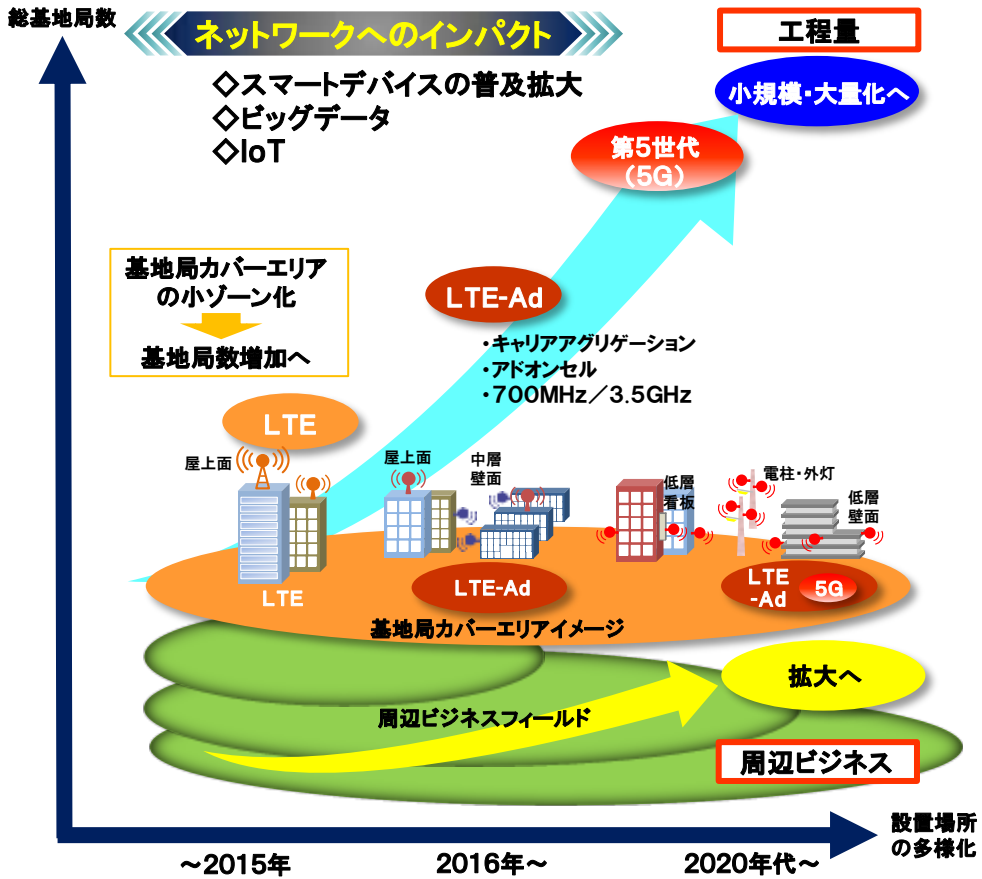 総基地局数
ネットワークへのインパクト
工程量
◇スマートデバイスの普及拡大
◇ビッグデータ
◇IoT
小規模・大量化へ
第5世代
(5G)
基地局カバーエリア
の小ゾーン化
基地局数増加へ
LTE-Ad
・キャリアアグリゲーション
・アドオンセル
・700MHz／3.5GHz
LTE
屋上面
屋上面
中層
壁面
低層
看板
電柱・外灯
低層
壁面
LTE
LTE-Ad
LTE
-Ad
5G
基地局カバーエリアイメージ
拡大へ
周辺ビジネスフィールド
周辺ビジネス
設置場所
の多様化
～2015年
2016年～
2020年代～